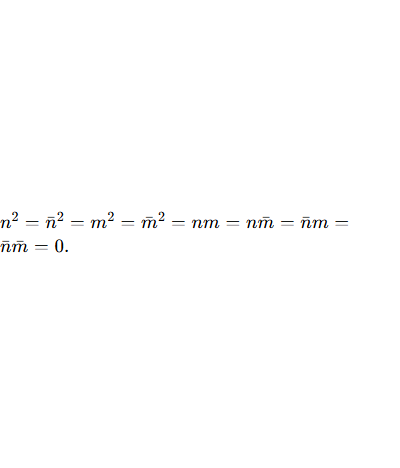 n² = n̄² = m² = m̄² = nm = nm̄ = n̄m =
n̄m̄ = 0.